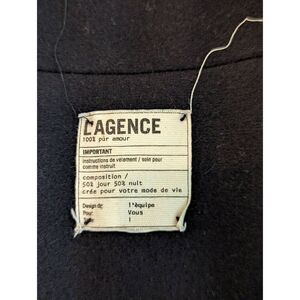 L'AGENCE
100% pur amour
IMPORTANT
instructions de vetement / soin pour
comme instruit
composition /
50% jour 50% nuit
crée pour votre mode de vie
Design de l'équipe
Pour Vous
I